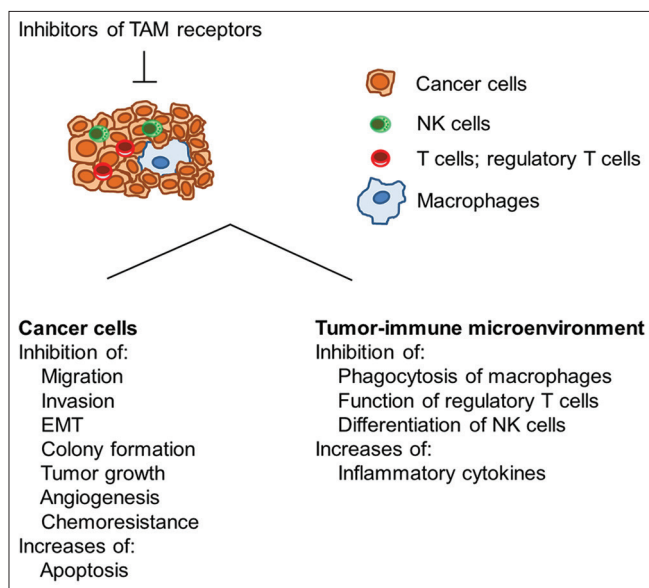 Inhibitors of TAM receptors
Cancer cells
NK cells
T cells; regulatory T cells
Macrophages
Cancer cells
Inhibition of:
Migration
Invasion
EMT
Colony formation
Tumor growth
Angiogenesis
Chemoresistance
Increases of:
Apoptosis
Tumor-immune microenvironment
Inhibition of:
Phagocytosis of macrophages
Function of regulatory T cells
Differentiation of NK cells
Increases of:
Inflammatory cytokines